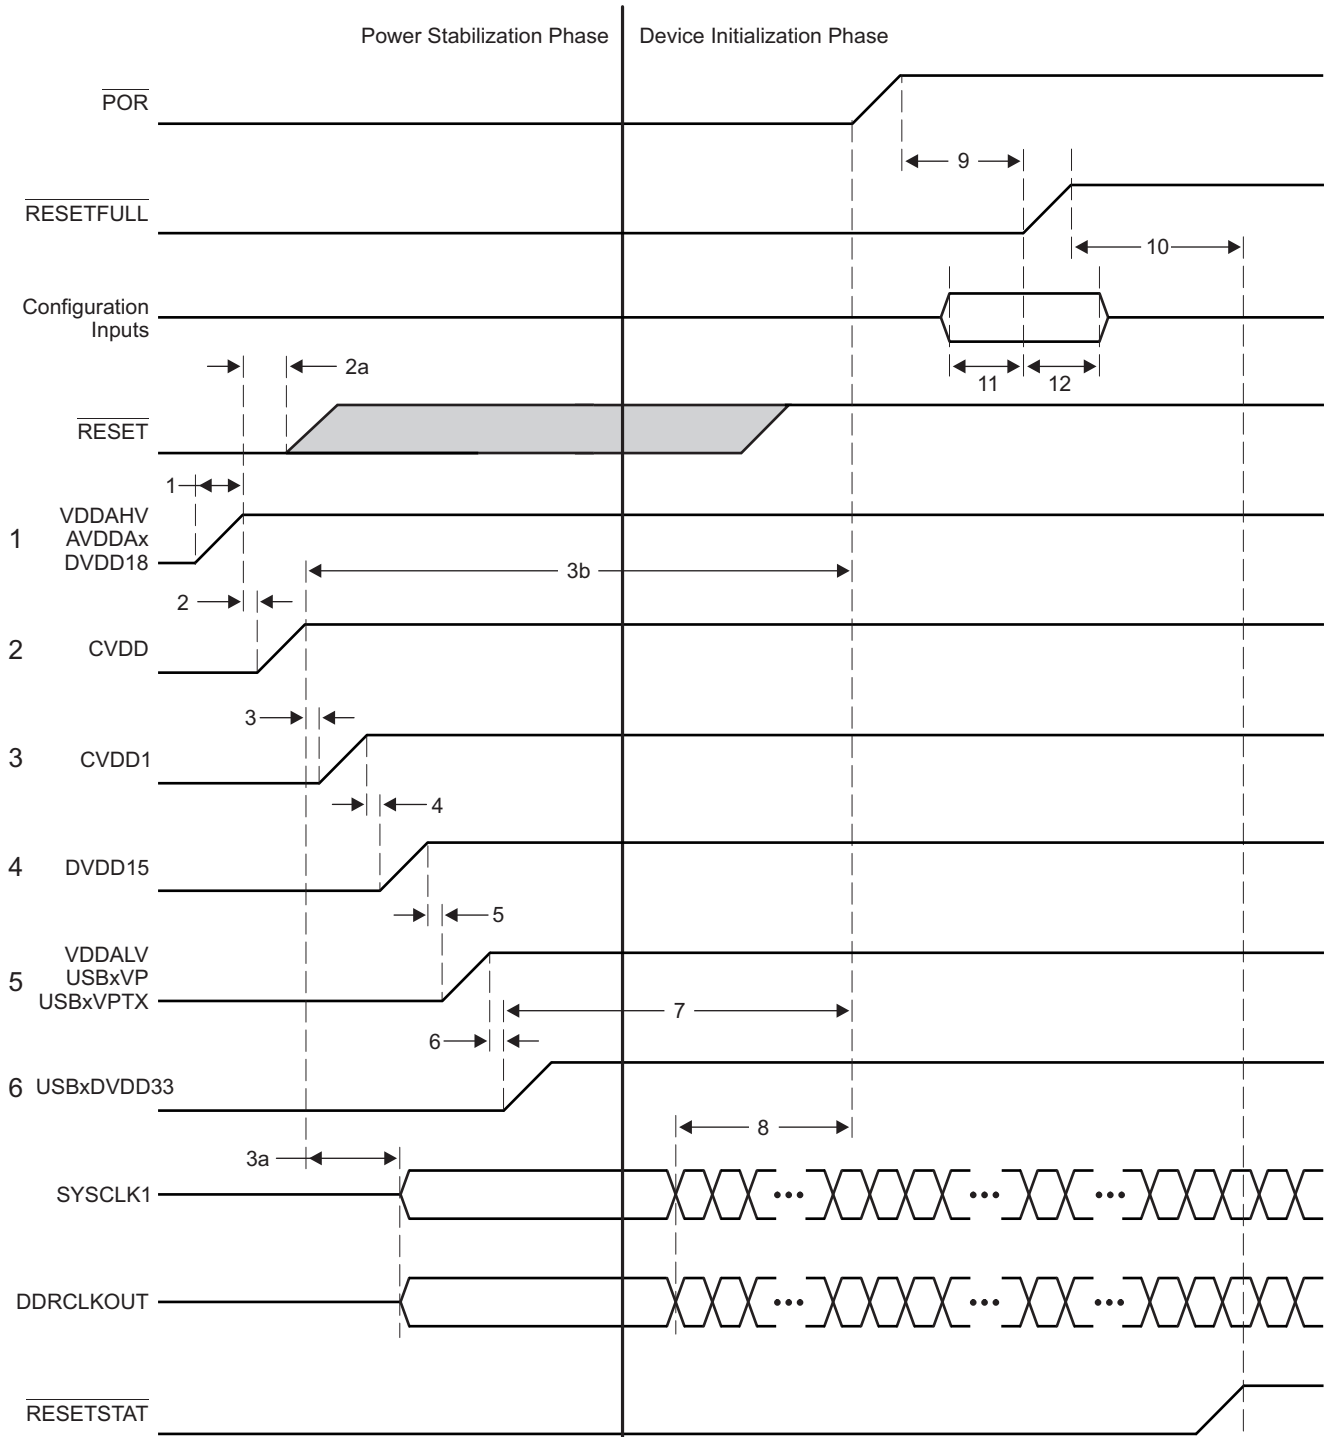 Power Stabilization Phase
Device Initialization Phase
POR
9
RESETFULL
10
Configuration
Inputs
11
12
2a
RESET
1
1
VDDAHV
AVDDAx
DVDD18
3b
2
2
CVDD
3
3
CVDD1
4
4
DVDD15
5
5
VDDALV
USBxVP
USBxVPTX
7
6
6
USBxDVDD33
8
3a
SYSCLK1
DDRCLKOUT
RESETSTAT